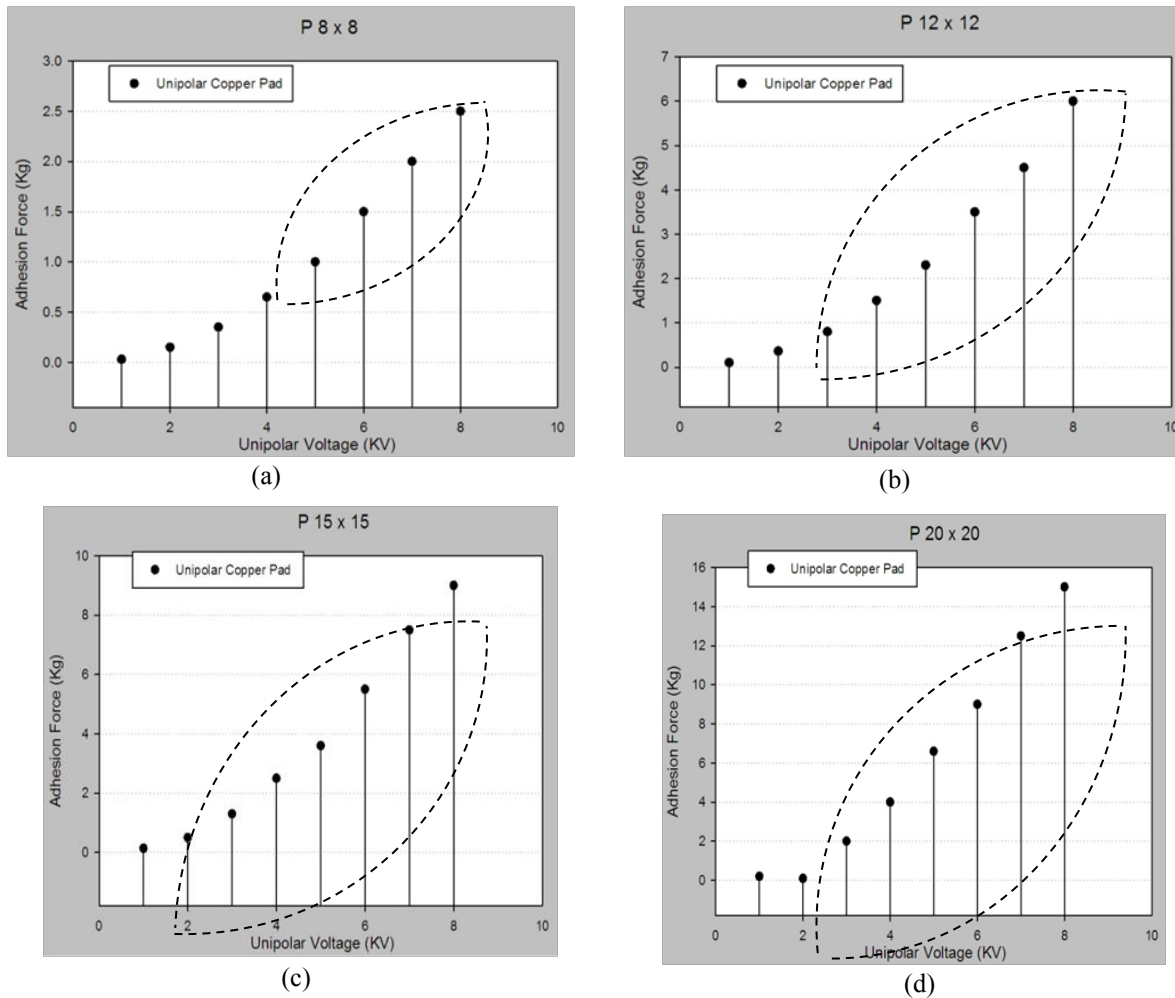 P 8 x 8
Unipolar Copper Pad
Adhesion Force (Kg)
3.0
2.5
2.0
1.5
1.0
0.5
0.0
0 2 4 6 8 10
Unipolar Voltage (KV)
(a)
P 12 x 12
Unipolar Copper Pad
Adhesion Force (Kg)
7
6
5
4
3
2
1
0
0 2 4 6 8 10
Unipolar Voltage (KV)
(b)
P 15 x 15
Unipolar Copper Pad
Adhesion Force (Kg)
10
8
6
4
2
0
0 2 4 6 8 10
Unipolar Voltage (KV)
(c)
P 20 x 20
Unipolar Copper Pad
Adhesion Force (Kg)
16
14
12
10
8
6
4
2
0
0 2 4 6 8 10
Unipolar Voltage (KV)
(d)